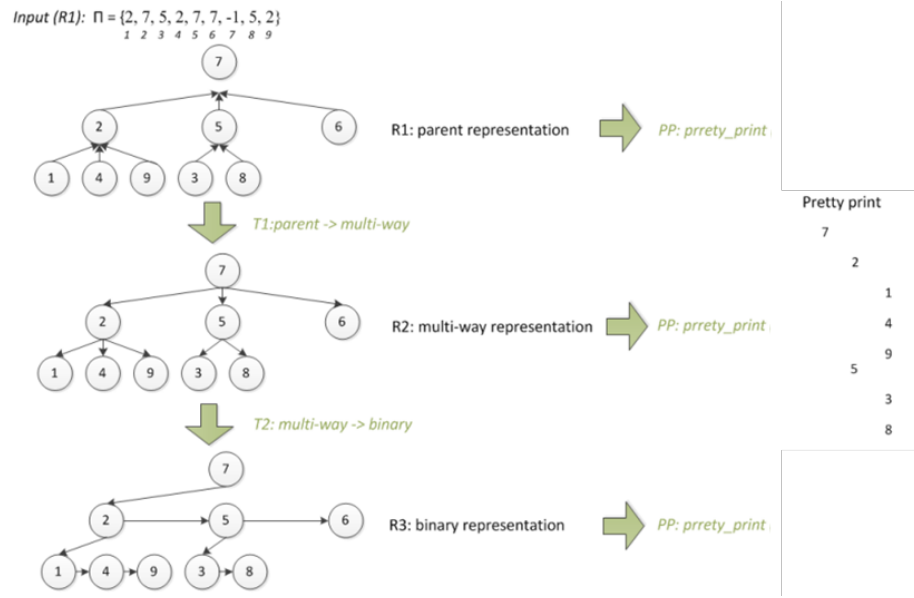 Input (R1): Π = {2, 7, 5, 2, 7, 7, -1, 5, 2}
1 2 3 4 5 6 7 8 9
7
2 5 6
R1: parent representation
PP: prrety_print
1 4 9 3 8
T1:parent -> multi-way
7
2 5 6
R2: multi-way representation
PP: prrety_print
1 4 9 3 8
T2: multi-way -> binary
7
2 5 6
R3: binary representation
PP: prrety_print
1 4 9 3 8
Pretty print
7
2
1
4
9
5
3
8